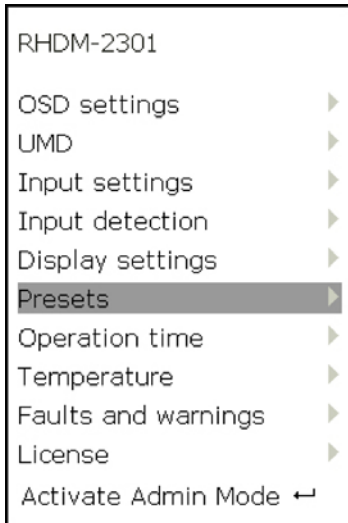 RHDM-2301
OSD settings
UMD
Input settings
Input detection
Display settings
Presets
Operation time
Temperature
Faults and warnings
License
Activate Admin Mode ↵